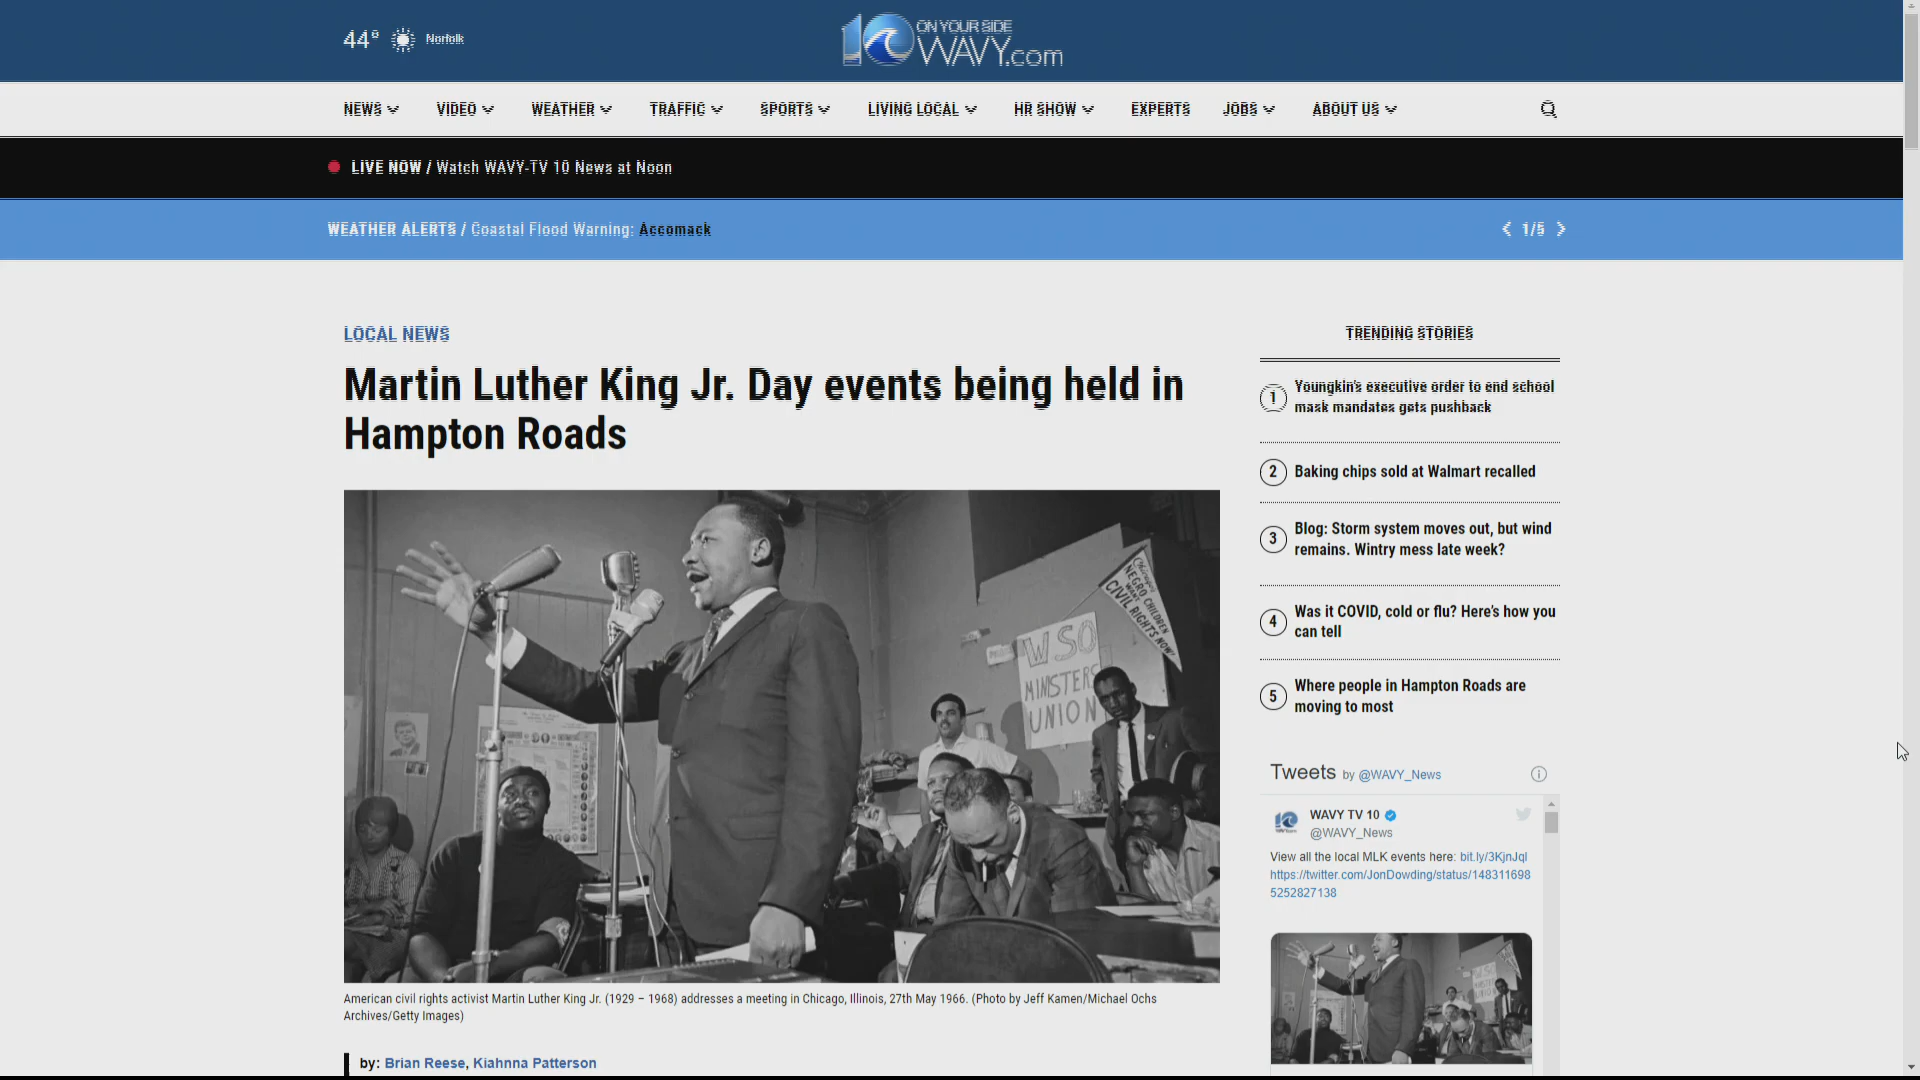 44°
Norfolk
10 ON YOUR SIDE
WAVY.com
NEWS
VIDEO
WEATHER
TRAFFIC
SPORTS
LIVING LOCAL
HR SHOW
EXPERTS
JOBS
ABOUT US
LIVE NOW / Watch WAVY-TV 10 News at Noon
WEATHER ALERTS / Coastal Flood Warning: Accomack
1/5
LOCAL NEWS
Martin Luther King Jr. Day events being held in
Hampton Roads
Chicago
NEGRO CHILDREN
WANT
CIVIL RIGHTS NOW!
WSO
MINISTERS
UNION
American civil rights activist Martin Luther King Jr. (1929 – 1968) addresses a meeting in Chicago, Illinois, 27th May 1966. (Photo by Jeff Kamen/Michael Ochs
Archives/Getty Images)
by: Brian Reese, Kiahnna Patterson
TRENDING STORIES
1 Youngkin's executive order to end school
mask mandates gets pushback
2 Baking chips sold at Walmart recalled
3 Blog: Storm system moves out, but wind
remains. Wintry mess late week?
4 Was it COVID, cold or flu? Here's how you
can tell
5 Where people in Hampton Roads are
moving to most
Tweets by @WAVY_News
WAVY TV 10
@WAVY_News
View all the local MLK events here: bit.ly/3KjnJql
https://twitter.com/JonDowding/status/148311698
5252827138